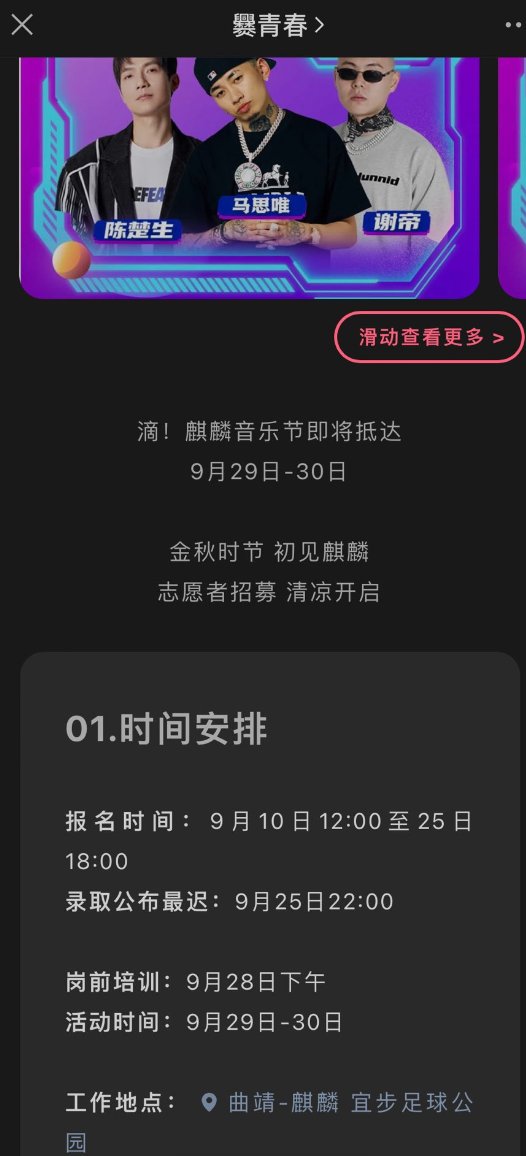 爨青春
DEFEA
dunnid
陈楚生
马思唯
谢帝
滑动查看更多 >
滴！麒麟音乐节即将抵达
9月29日-30日
金秋时节 初见麒麟
志愿者招募 清凉开启
01.时间安排
报名时间：9月10日12:00至25日
18:00
录取公布最迟：9月25日22:00
岗前培训：9月28日下午
活动时间：9月29日-30日
工作地点：曲靖-麒麟 宜步足球公
园